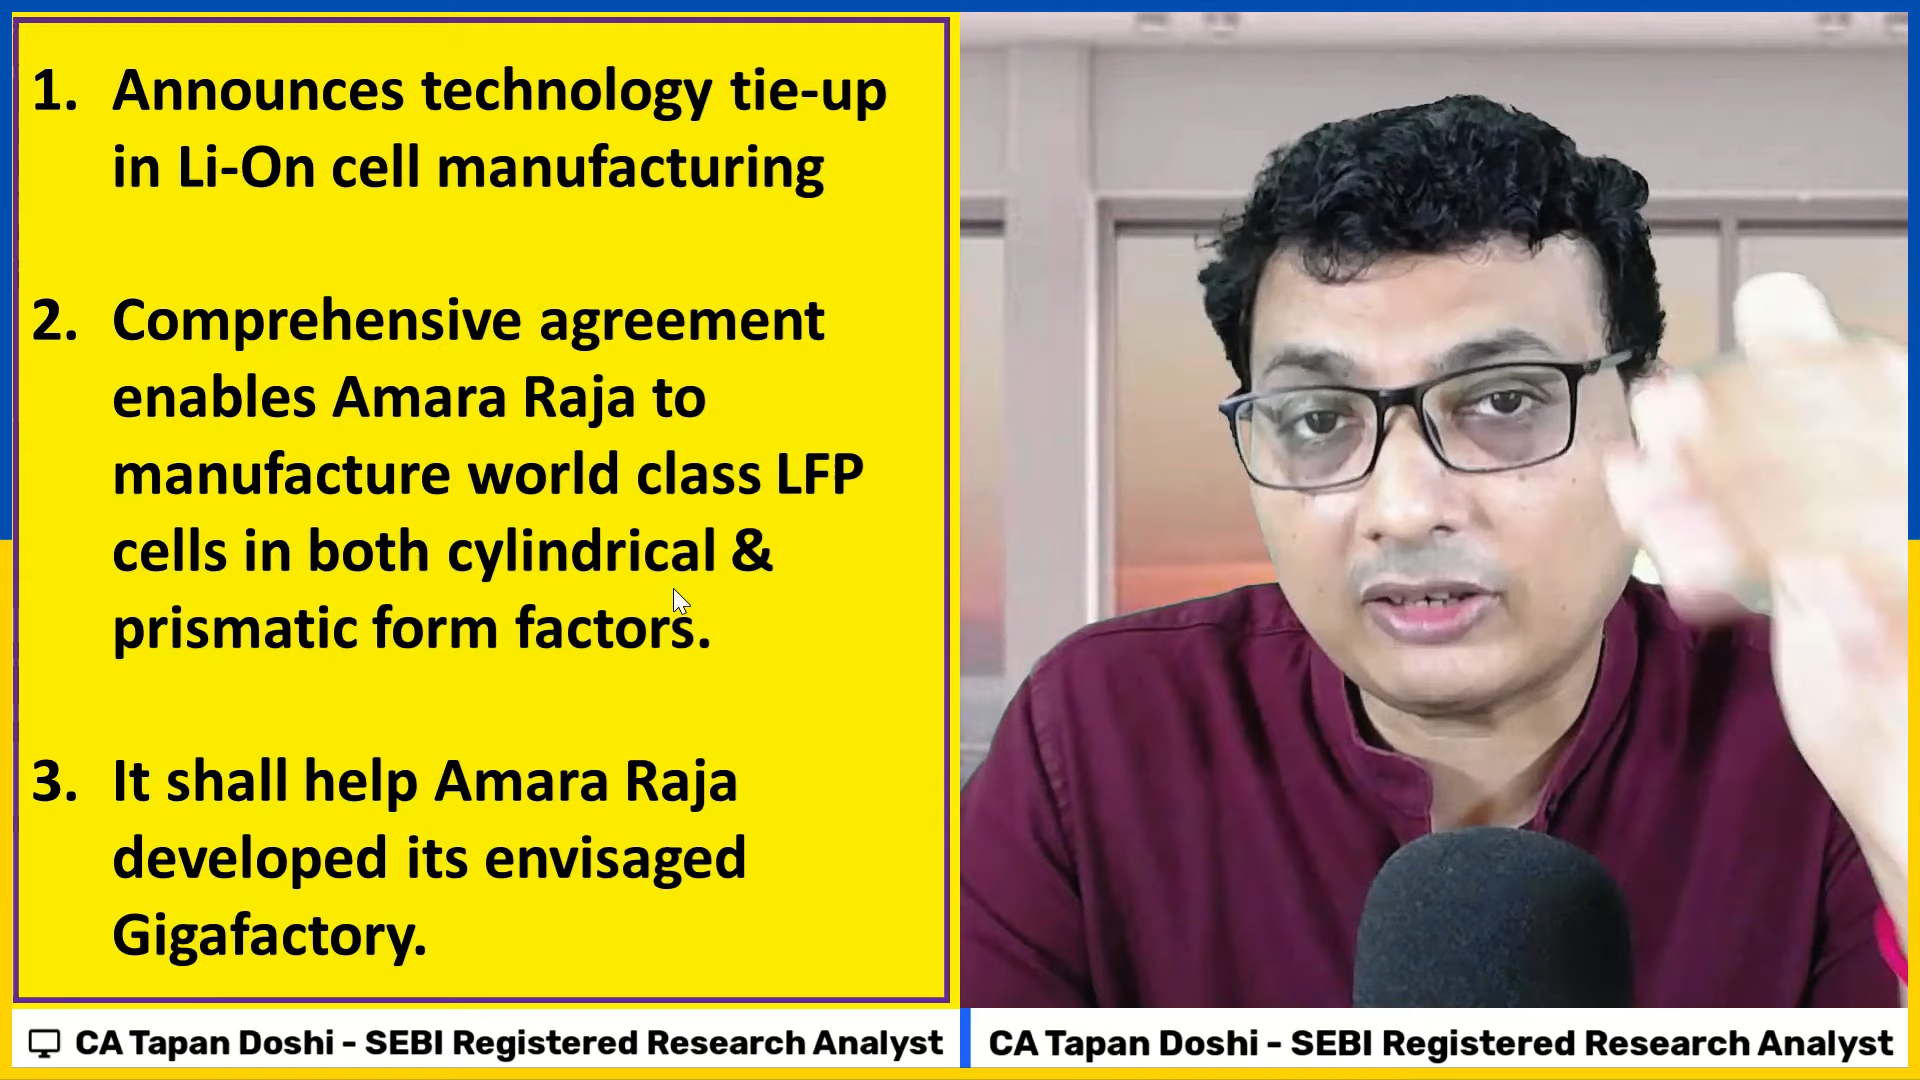 1. Announces technology tie-up
in Li-On cell manufacturing
2. Comprehensive agreement
enables Amara Raja to
manufacture world class LFP
cells in both cylindrical &
prismatic form factors.
3. It shall help Amara Raja
developed its envisaged
Gigafactory.
CA Tapan Doshi - SEBI Registered Research Analyst
CA Tapan Doshi - SEBI Registered Research Analyst